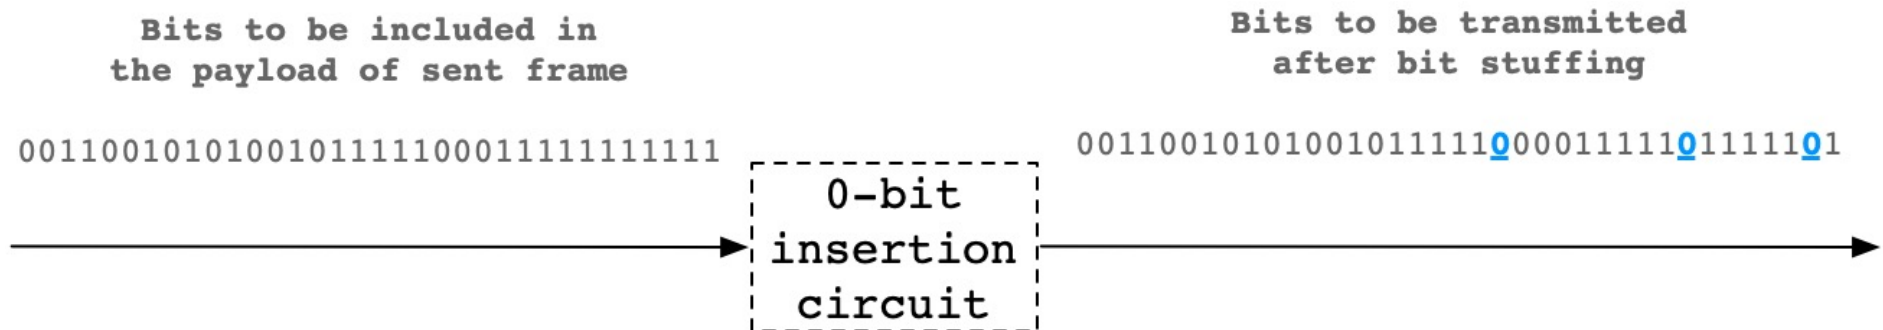 Bits to be included in
the payload of sent frame
0011001010100101111100011111111111
0-bit
insertion
circuit
Bits to be transmitted
after bit stuffing
0011001010100101111100001111101111101